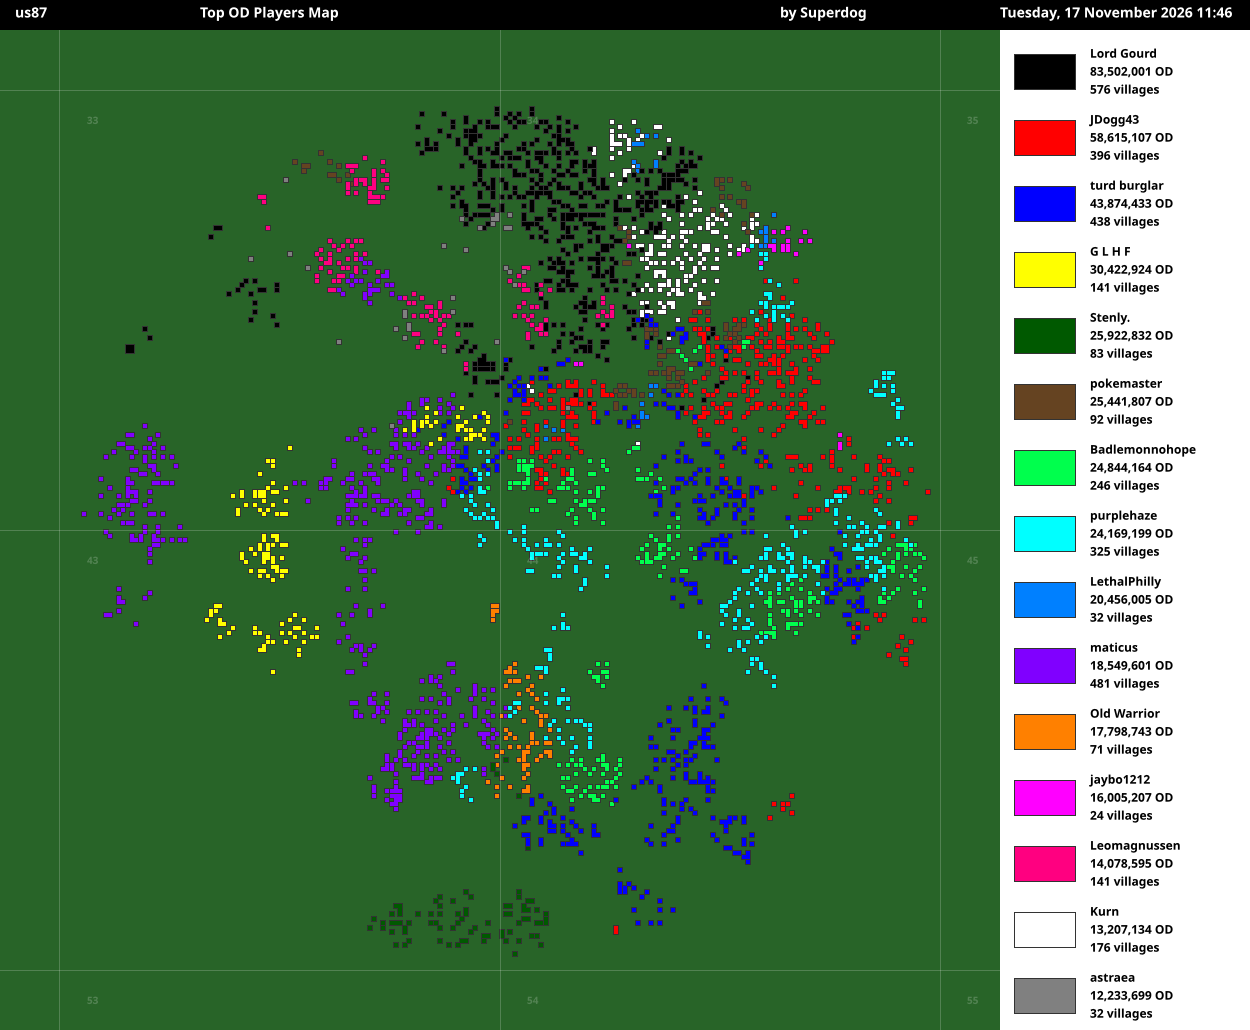 us87 Top OD Players Map by Superdog Tuesday, 17 November 2026 11:46
Lord Gourd
83,502,001 OD
576 villages
JDogg43
58,615,107 OD
396 villages
turd burglar
43,874,433 OD
438 villages
G L H F
30,422,924 OD
141 villages
Stenly.
25,922,832 OD
83 villages
pokemaster
25,441,807 OD
92 villages
Badlemonnohope
24,844,164 OD
246 villages
purplehaze
24,169,199 OD
325 villages
LethalPhilly
20,456,005 OD
32 villages
maticus
18,549,601 OD
481 villages
Old Warrior
17,798,743 OD
71 villages
jaybo1212
16,005,207 OD
24 villages
Leomagnussen
14,078,595 OD
141 villages
Kurn
13,207,134 OD
176 villages
astraea
12,233,699 OD
32 villages
33 35
43 44 45
53 54 55